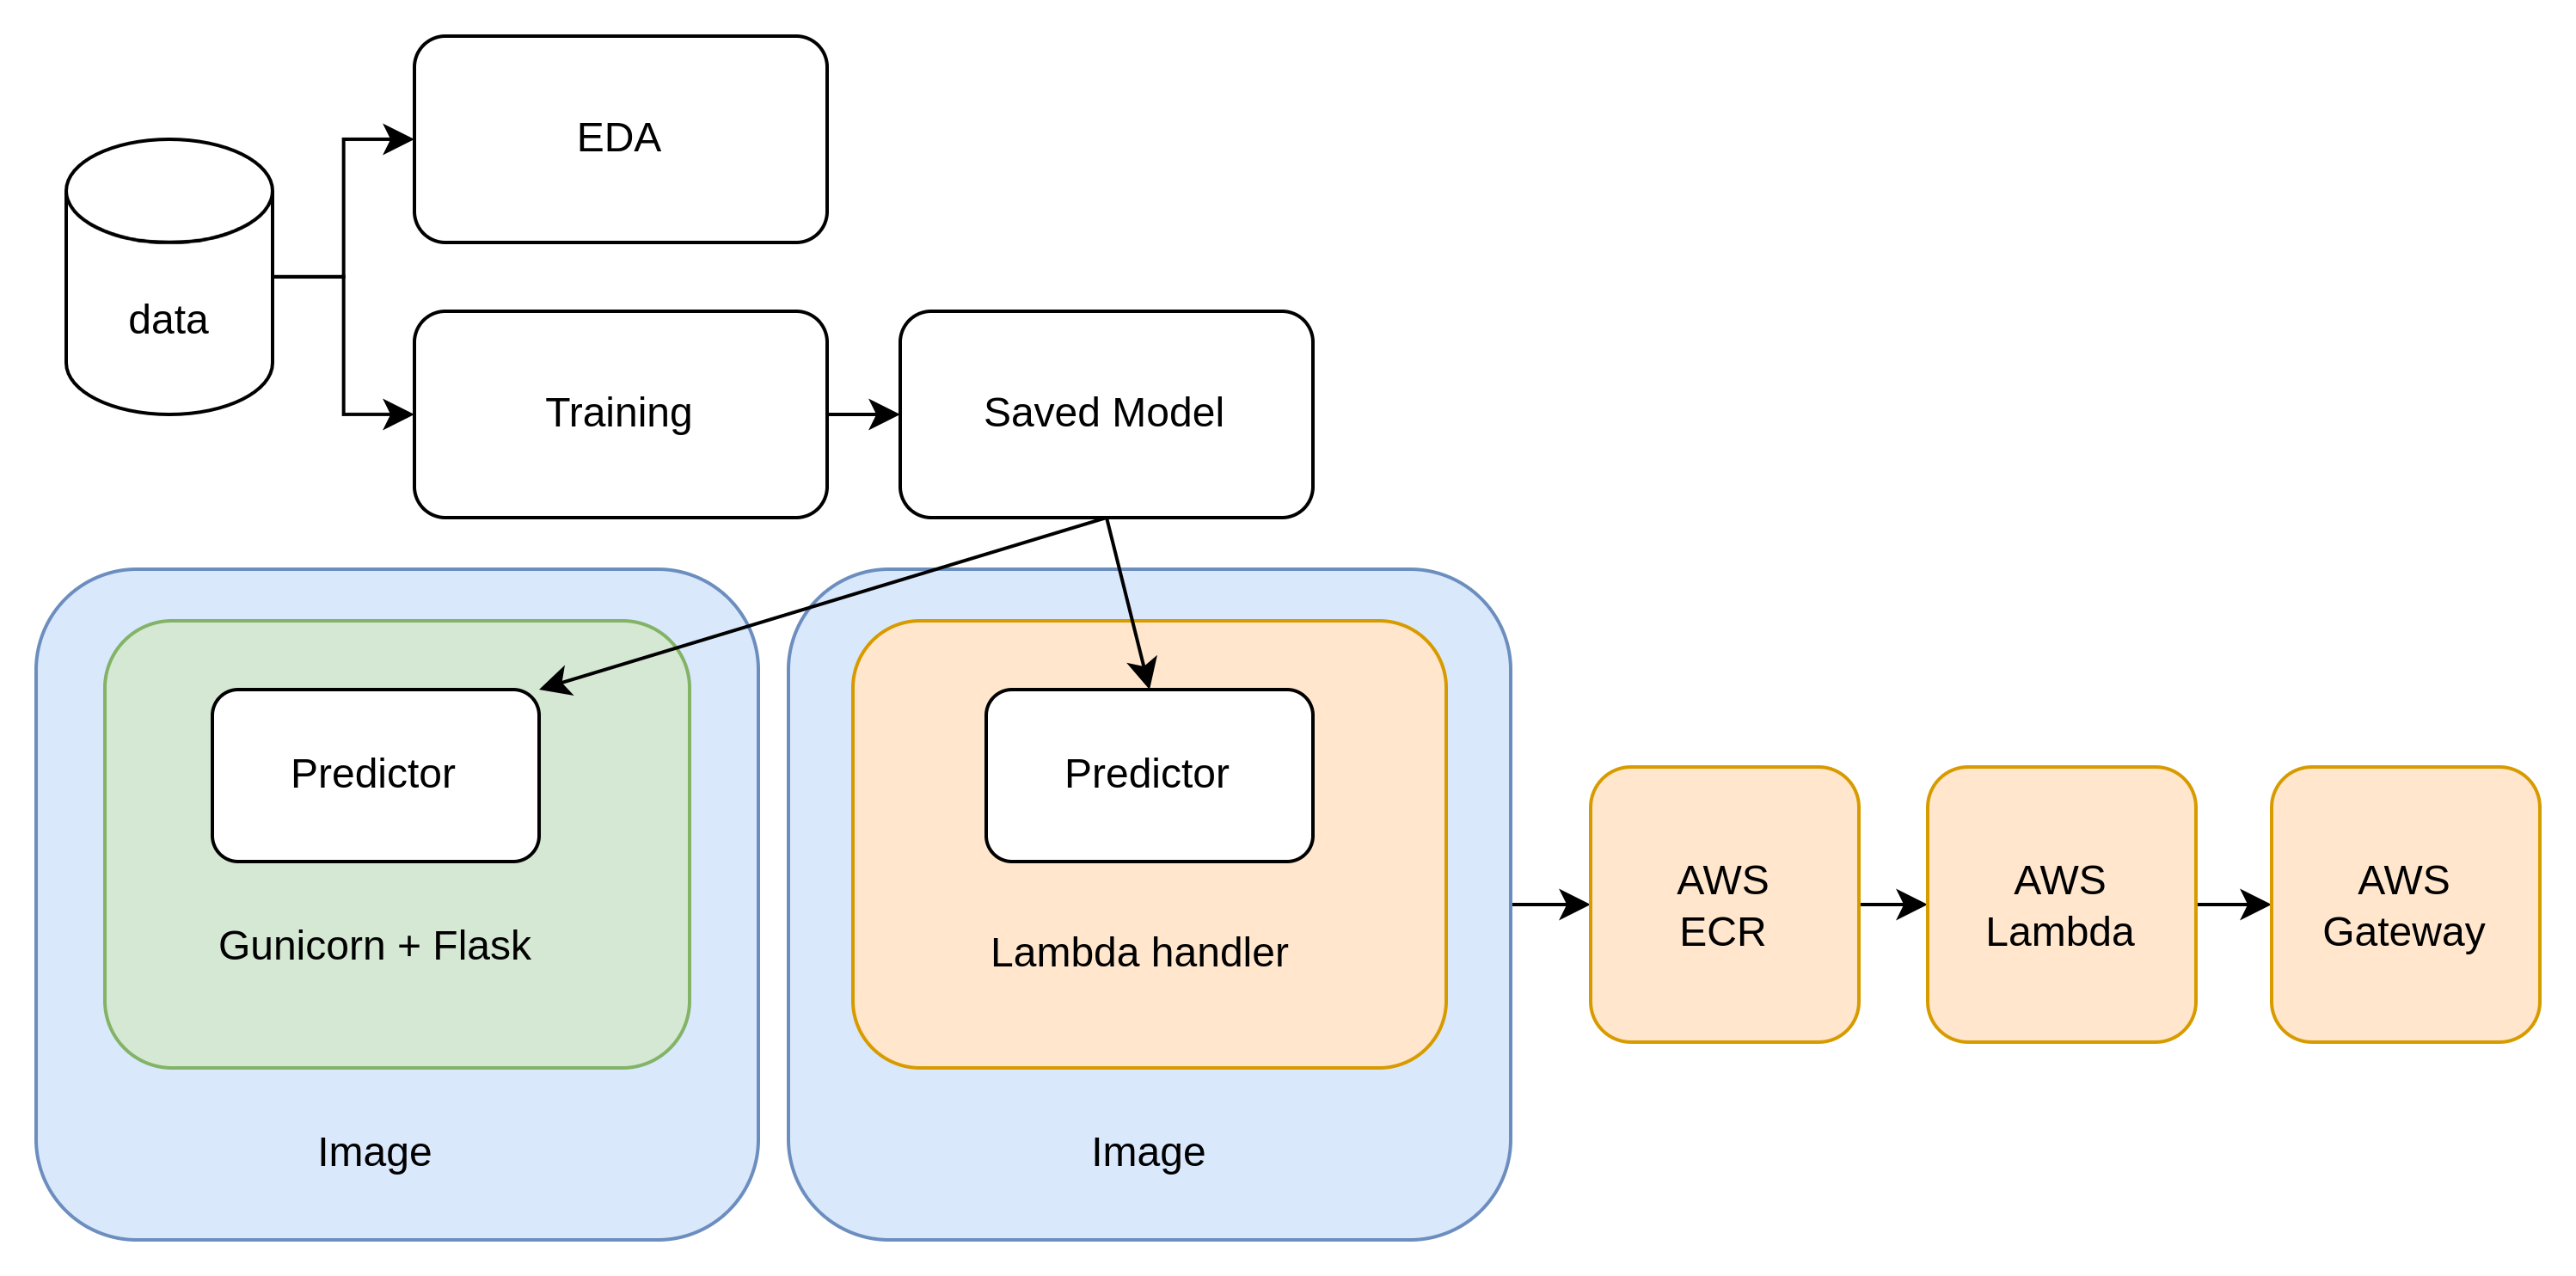 EDA
data
Training
Saved Model
Predictor
Gunicorn + Flask
Image
Predictor
Lambda handler
Image
AWS
ECR
AWS
Lambda
AWS
Gateway